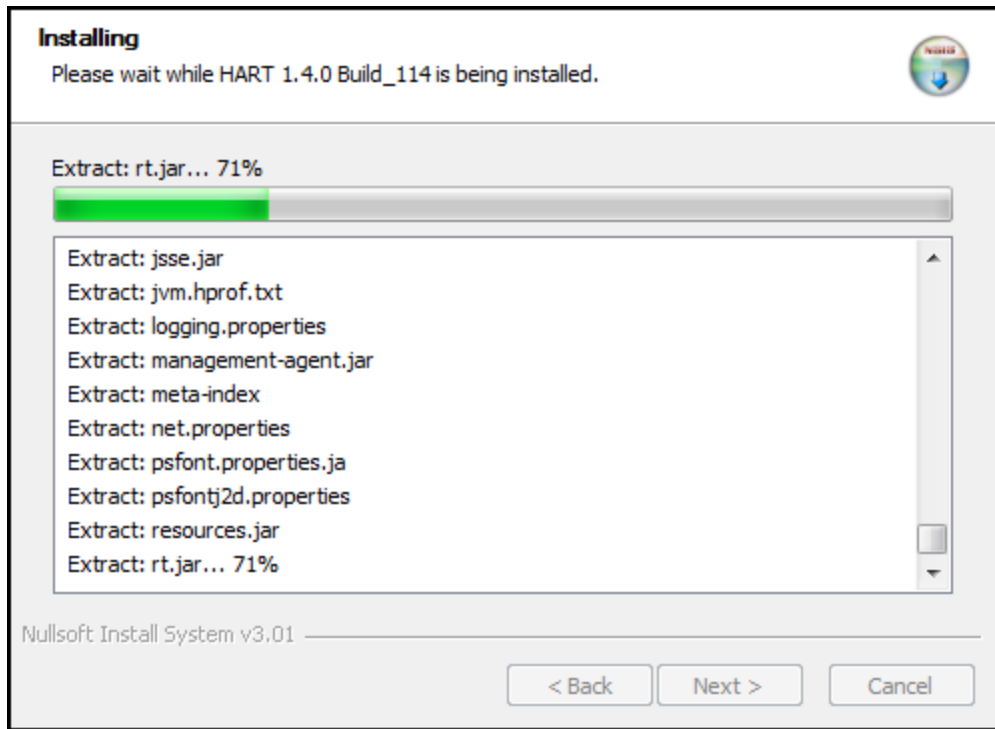 Installing
Please wait while HART 1.4.0 Build_114 is being installed.
NSIS
Extract: rt.jar... 71%
Extract: jsse.jar
Extract: jvm.hprof.txt
Extract: logging.properties
Extract: management-agent.jar
Extract: meta-index
Extract: net.properties
Extract: psfont.properties.ja
Extract: psfontj2d.properties
Extract: resources.jar
Extract: rt.jar... 71%
Nullsoft Install System v3.01
< Back
Next >
Cancel